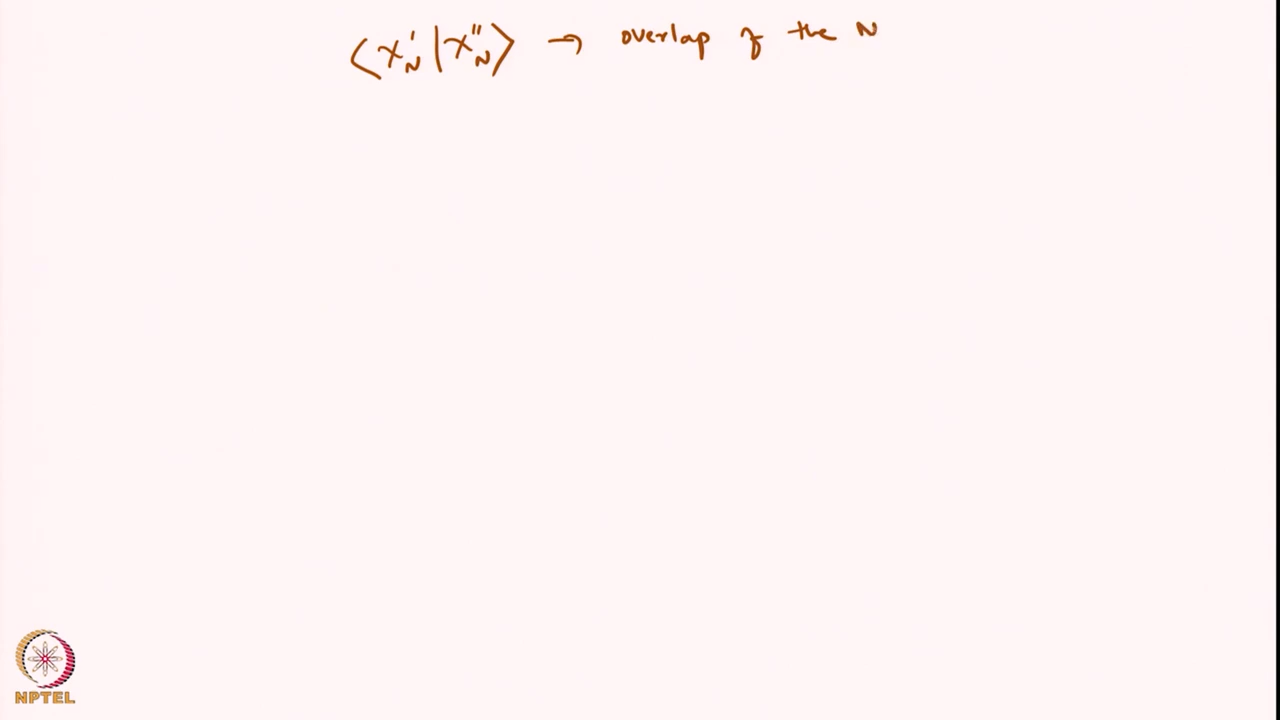 ⟨χ'_N|χ''_N⟩ → overlap of the N
NPTEL